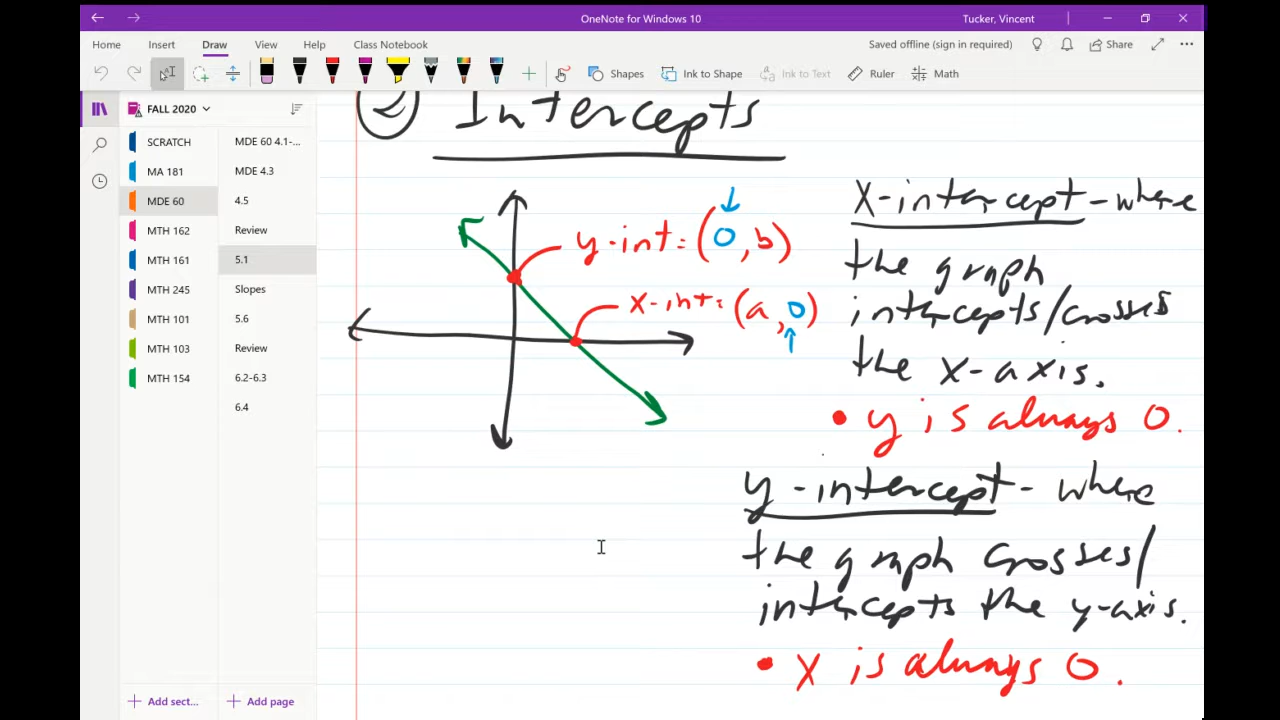 OneNote for Windows 10
Tucker, Vincent
Home Insert Draw View Help Class Notebook
Saved offline (sign in required)
Share
Shapes
Ink to Shape
Ink to Text
Ruler
Math
FALL 2020
SCRATCH
MA 181
MDE 60
MTH 162
MTH 161
MTH 245
MTH 101
MTH 103
MTH 154
MDE 60 4.1-...
MDE 4.3
4.5
Review
5.1
Slopes
5.6
Review
6.2-6.3
6.4
Add sect...
Add page
② Intercepts
y-int = (0, b)
x-int = (a, 0)
X-intercept - where
the graph
intercepts/crosses
the x-axis.
• y is always 0.
y-intercept - where
the graph crosses/
intercepts the y-axis.
• X is always 0.